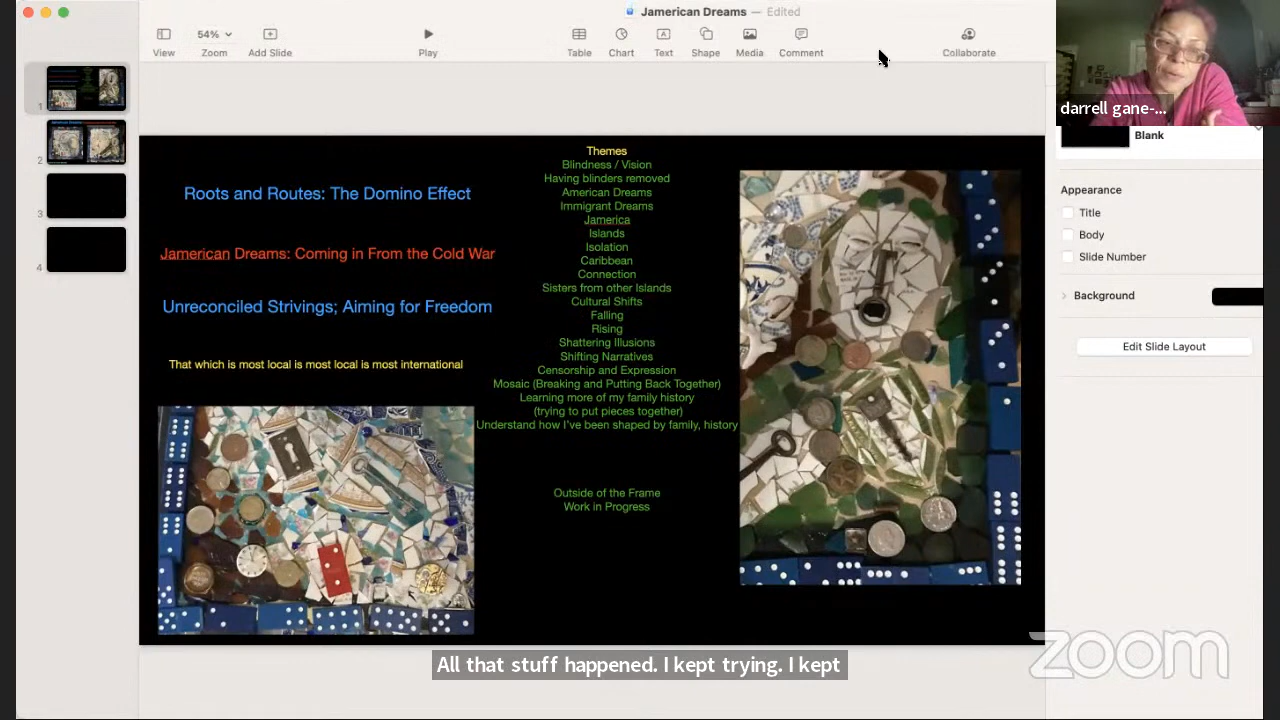 Jamerican Dreams — Edited
54%
View
Zoom
Add Slide
Play
Table
Chart
Text
Shape
Media
Comment
Collaborate
darrell gane-...
1
2
3
4
Blank
Appearance
Title
Body
Slide Number
Background
Edit Slide Layout
Roots and Routes: The Domino Effect
Jamerican Dreams: Coming in From the Cold War
Unreconciled Strivings; Aiming for Freedom
That which is most local is most local is most international
Themes
Blindness / Vision
Having blinders removed
American Dreams
Immigrant Dreams
Jamerica
Islands
Isolation
Caribbean
Connection
Sisters from other Islands
Cultural Shifts
Falling
Rising
Shattering Illusions
Shifting Narratives
Censorship and Expression
Mosaic (Breaking and Putting Back Together)
Learning more of my family history
(trying to put pieces together)
Understand how I've been shaped by family, history
Outside of the Frame
Work in Progress
All that stuff happened. I kept trying. I kept
zoom